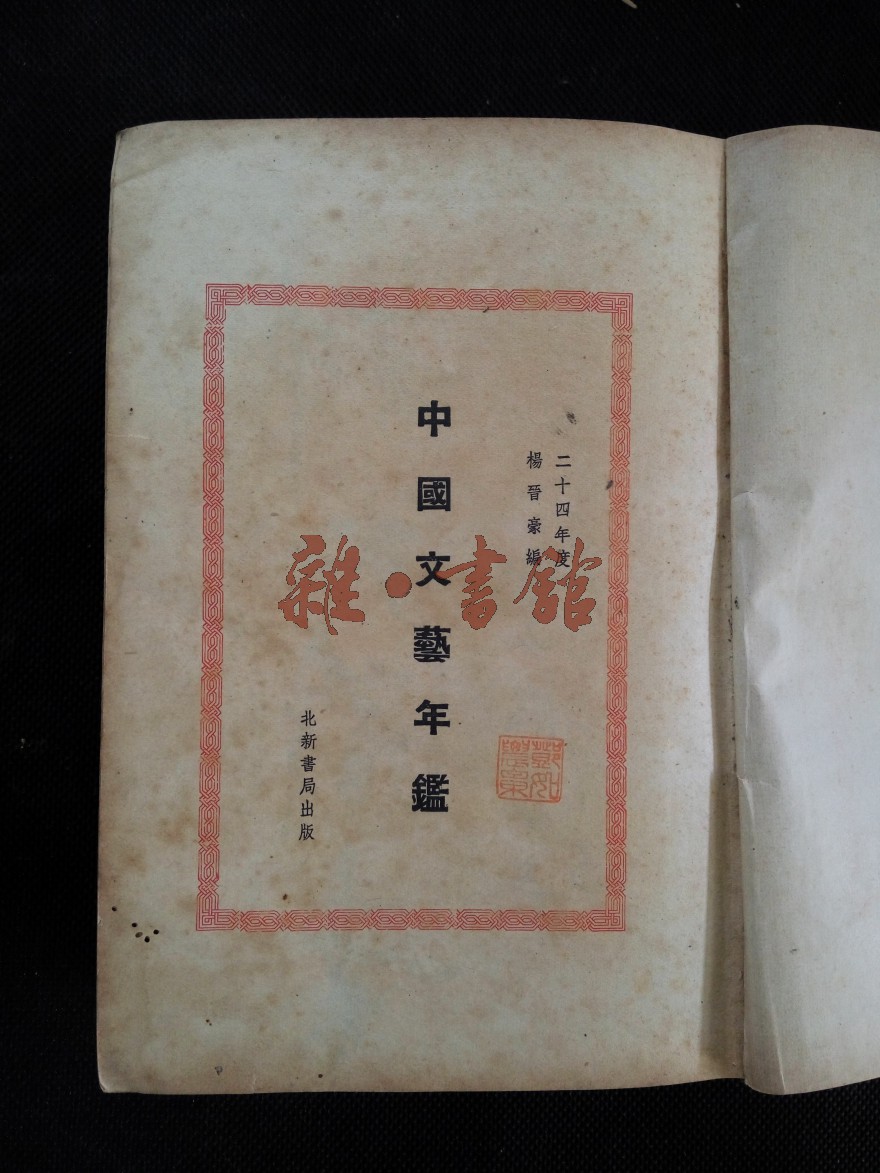 二十四年度
楊晉豪編
中國文藝年鑑
北新書局出版
雜·書館